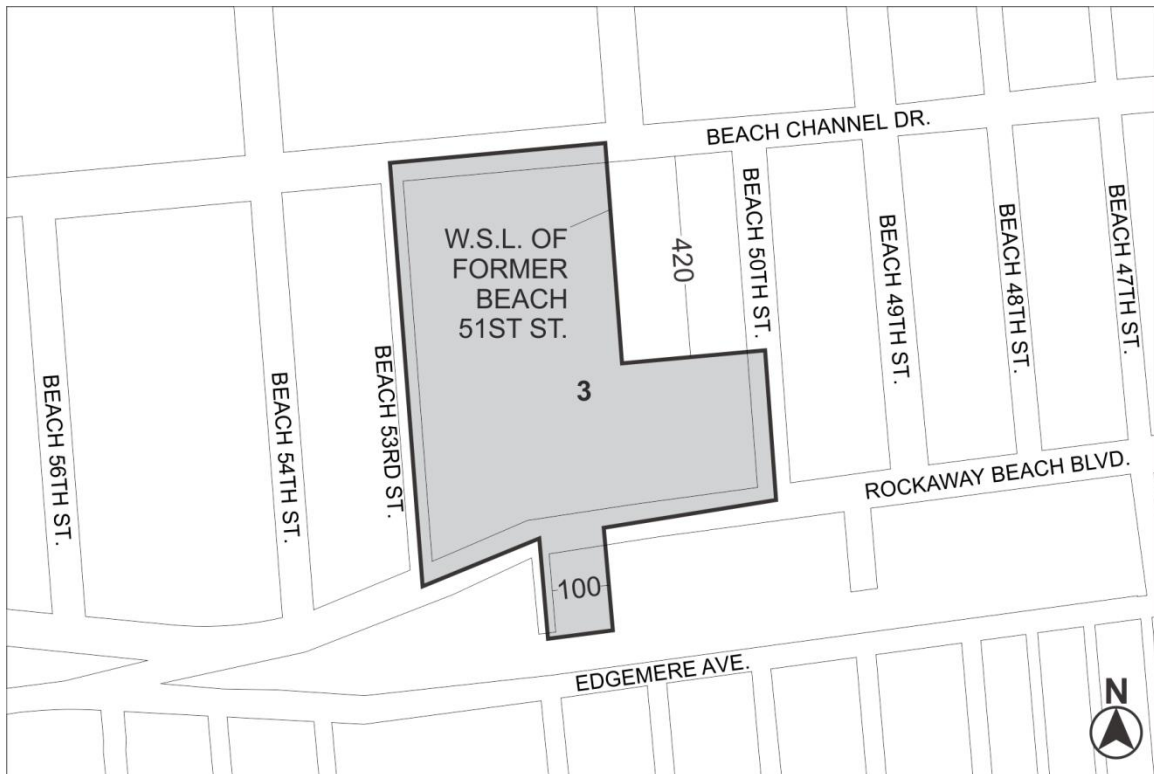 BEACH CHANNEL DR.
W.S.L. OF
FORMER
BEACH
51ST ST.
420
BEACH 50TH ST.
BEACH 49TH ST.
BEACH 48TH ST.
BEACH 47TH ST.
BEACH 56TH ST.
BEACH 54TH ST.
BEACH 53RD ST.
3
ROCKAWAY BEACH BLVD.
100
EDGEMERE AVE.
N